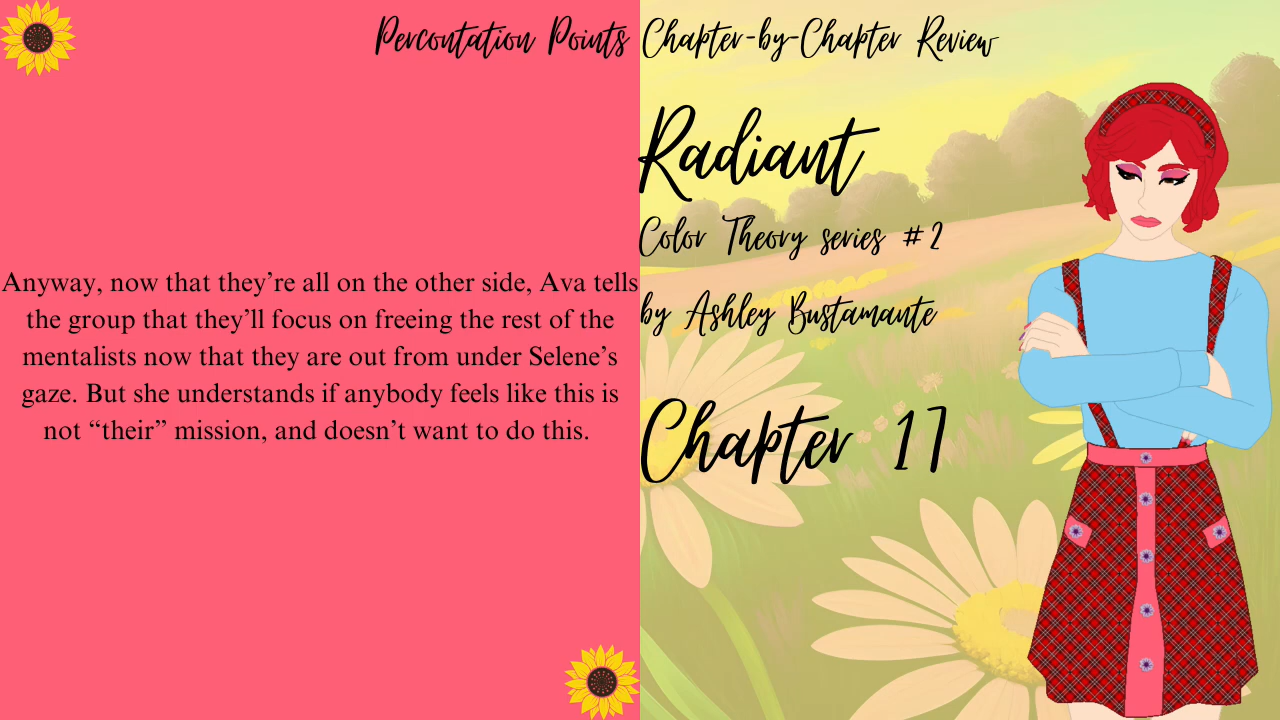 Percontation Points Chapter-by-Chapter Review
Anyway, now that they’re all on the other side, Ava tells
the group that they’ll focus on freeing the rest of the
mentalists now that they are out from under Selene’s
gaze. But she understands if anybody feels like this is
not “their” mission, and doesn’t want to do this.
Radiant
Color Theory series #2
by Ashley Bustamante
Chapter 17